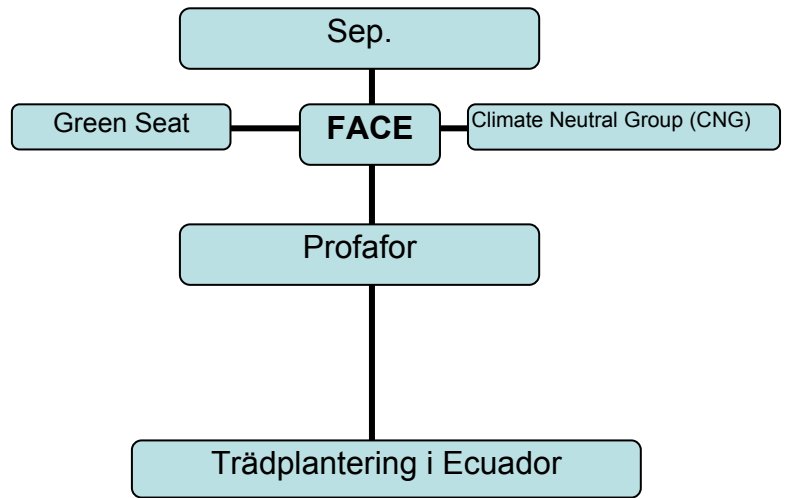 Sep.
Green Seat
FACE
Climate Neutral Group (CNG)
Profafor
Trädplantering i Ecuador